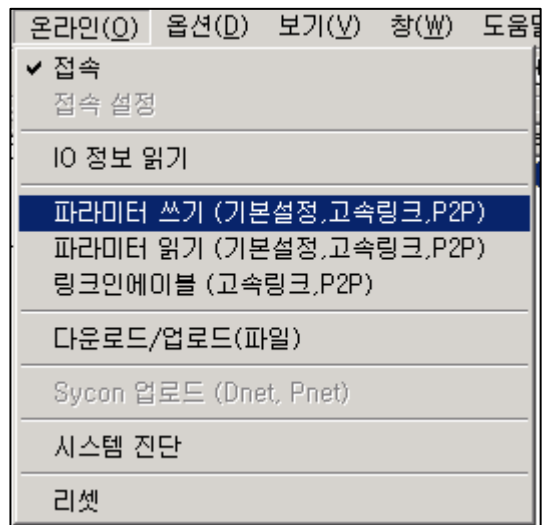 온라인(O) 옵션(D) 보기(V) 창(W) 도움
접속
접속 설정
IO 정보 읽기
파라미터 쓰기 (기본설정,고속링크,P2P)
파라미터 읽기 (기본설정,고속링크,P2P)
링크인에이블 (고속링크,P2P)
다운로드/업로드(파일)
Sycon 업로드 (Dnet, Pnet)
시스템 진단
리셋